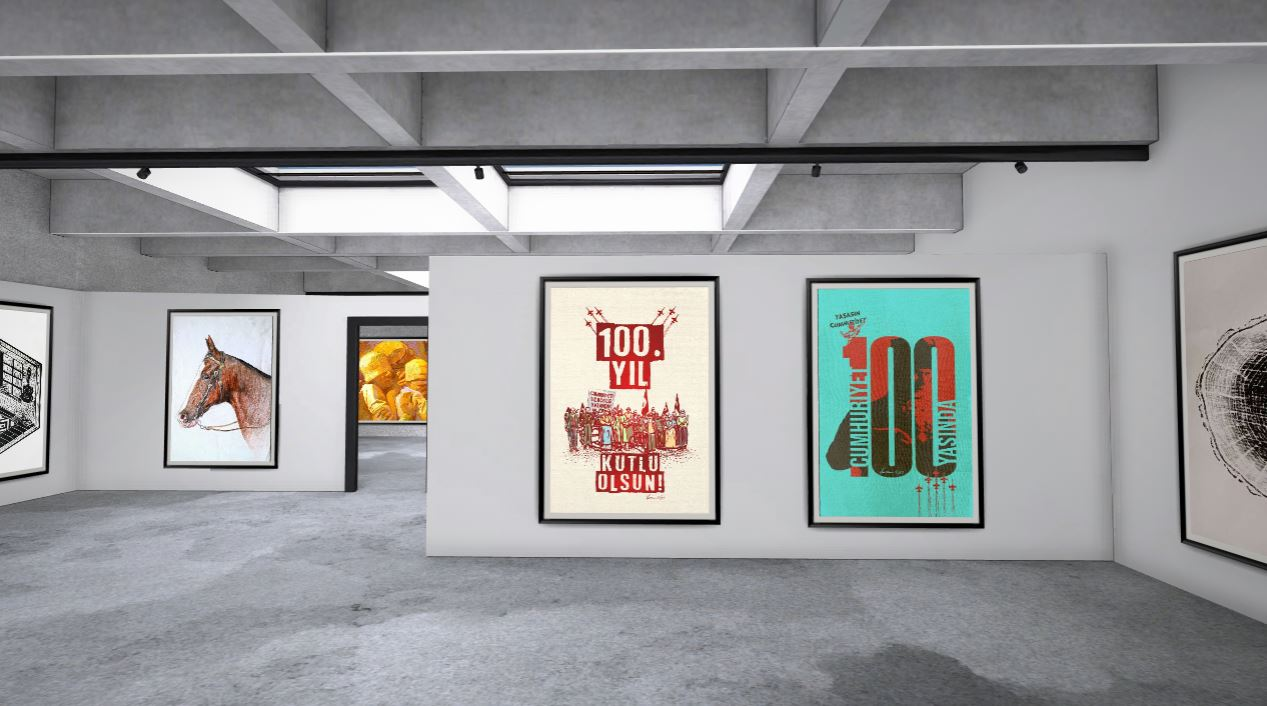 100.
YIL
KUTLU
OLSUN!
YAŞASIN
CUMHURİYET
100
CUMHURİYET
YAŞINDA